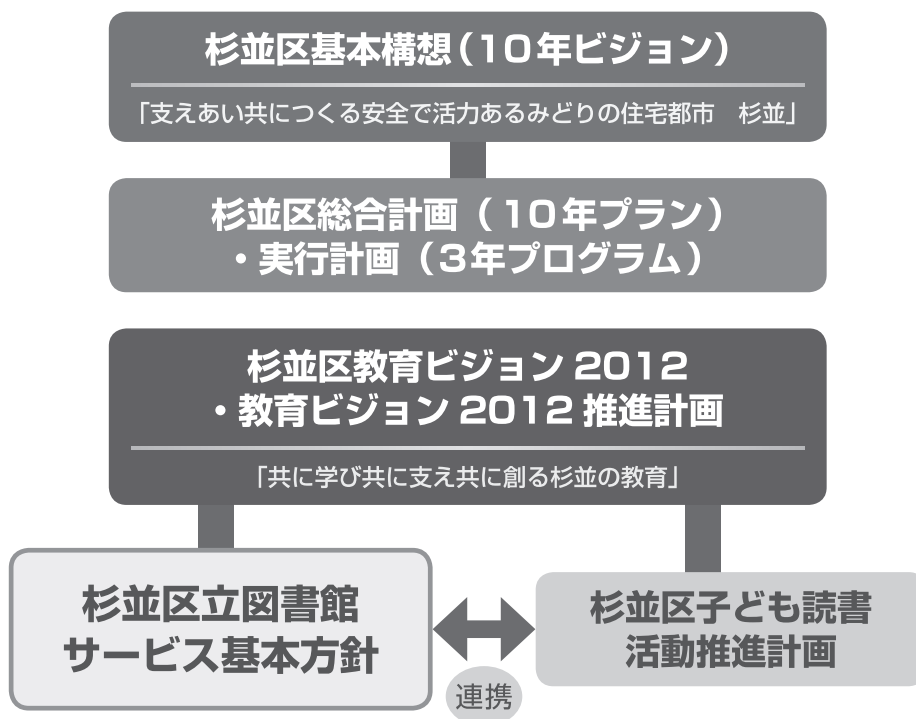 杉並区基本構想（10年ビジョン）
「支えあい共につくる安全で活力あるみどりの住宅都市　杉並」
杉並区総合計画（10年プラン）
・実行計画（3年プログラム）
杉並区教育ビジョン 2012
・教育ビジョン 2012 推進計画
「共に学び共に支え共に創る杉並の教育」
杉並区立図書館
サービス基本方針
連携
杉並区子ども読書
活動推進計画